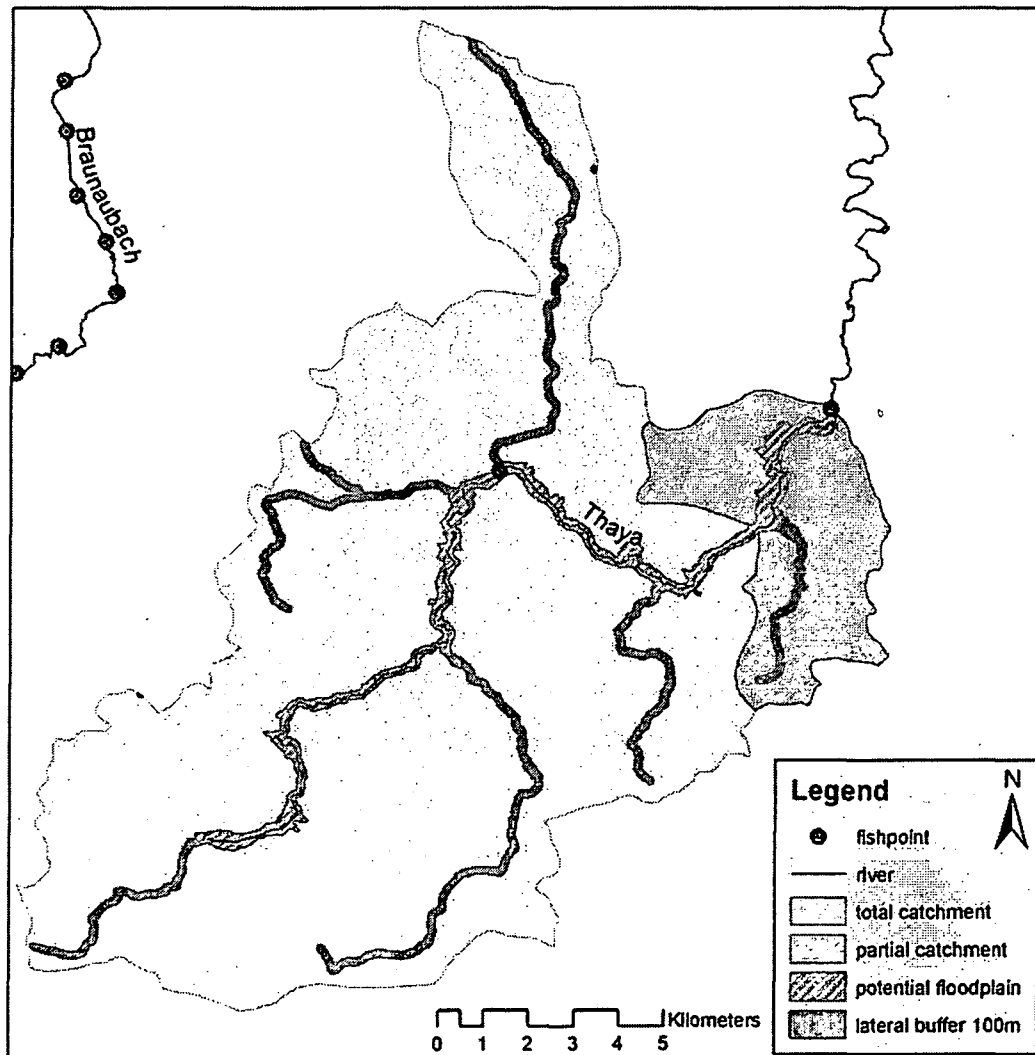 Braunaubach
Thaya
Legend
N
fishpoint
river
total catchment
partial catchment
potential floodplain
lateral buffer 100m
Kilometers
0 1 2 3 4 5